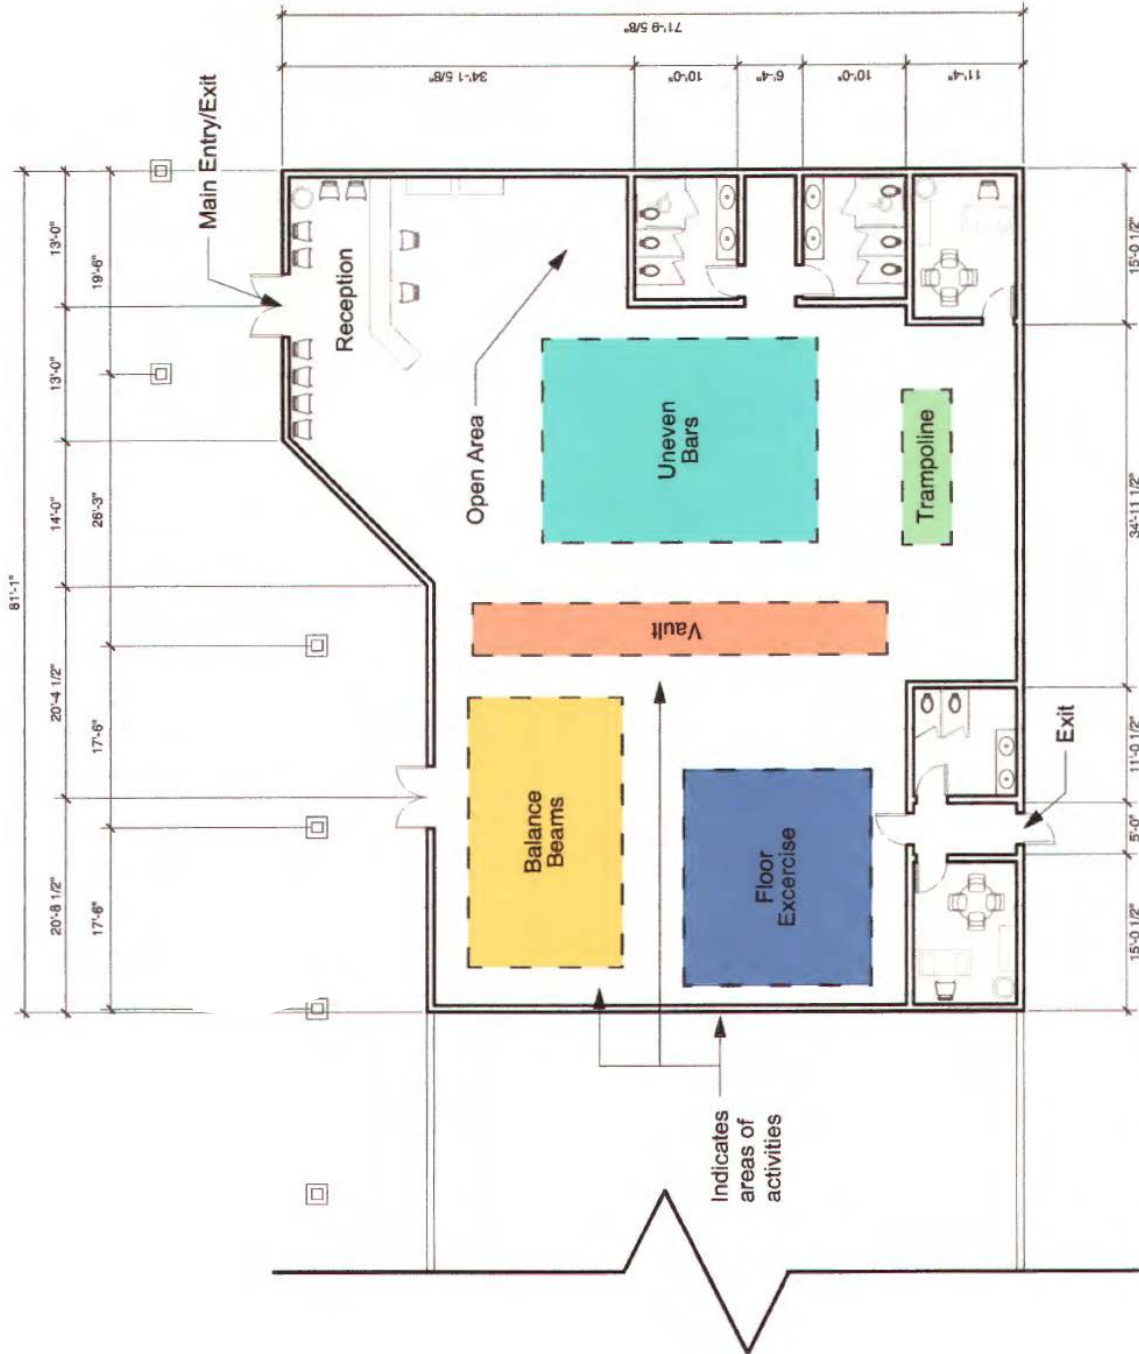 81'-1"
20'-8 1/2"
20'-4 1/2"
14'-0"
13'-0"
13'-0"
17'-6"
17'-6"
26'-3"
19'-6"
Main Entry/Exit
Reception
Open Area
Uneven
Bars
Trampoline
Vault
Balance
Beams
Floor
Excercise
Exit
Indicates
areas of
activities
71'-9 5/8"
34'-1 5/8"
10'-0"
6'-4"
10'-0"
11'-4"
15'-0 1/2"
5'-0"
11'-0 1/2"
34'-11 1/2"
15'-0 1/2"